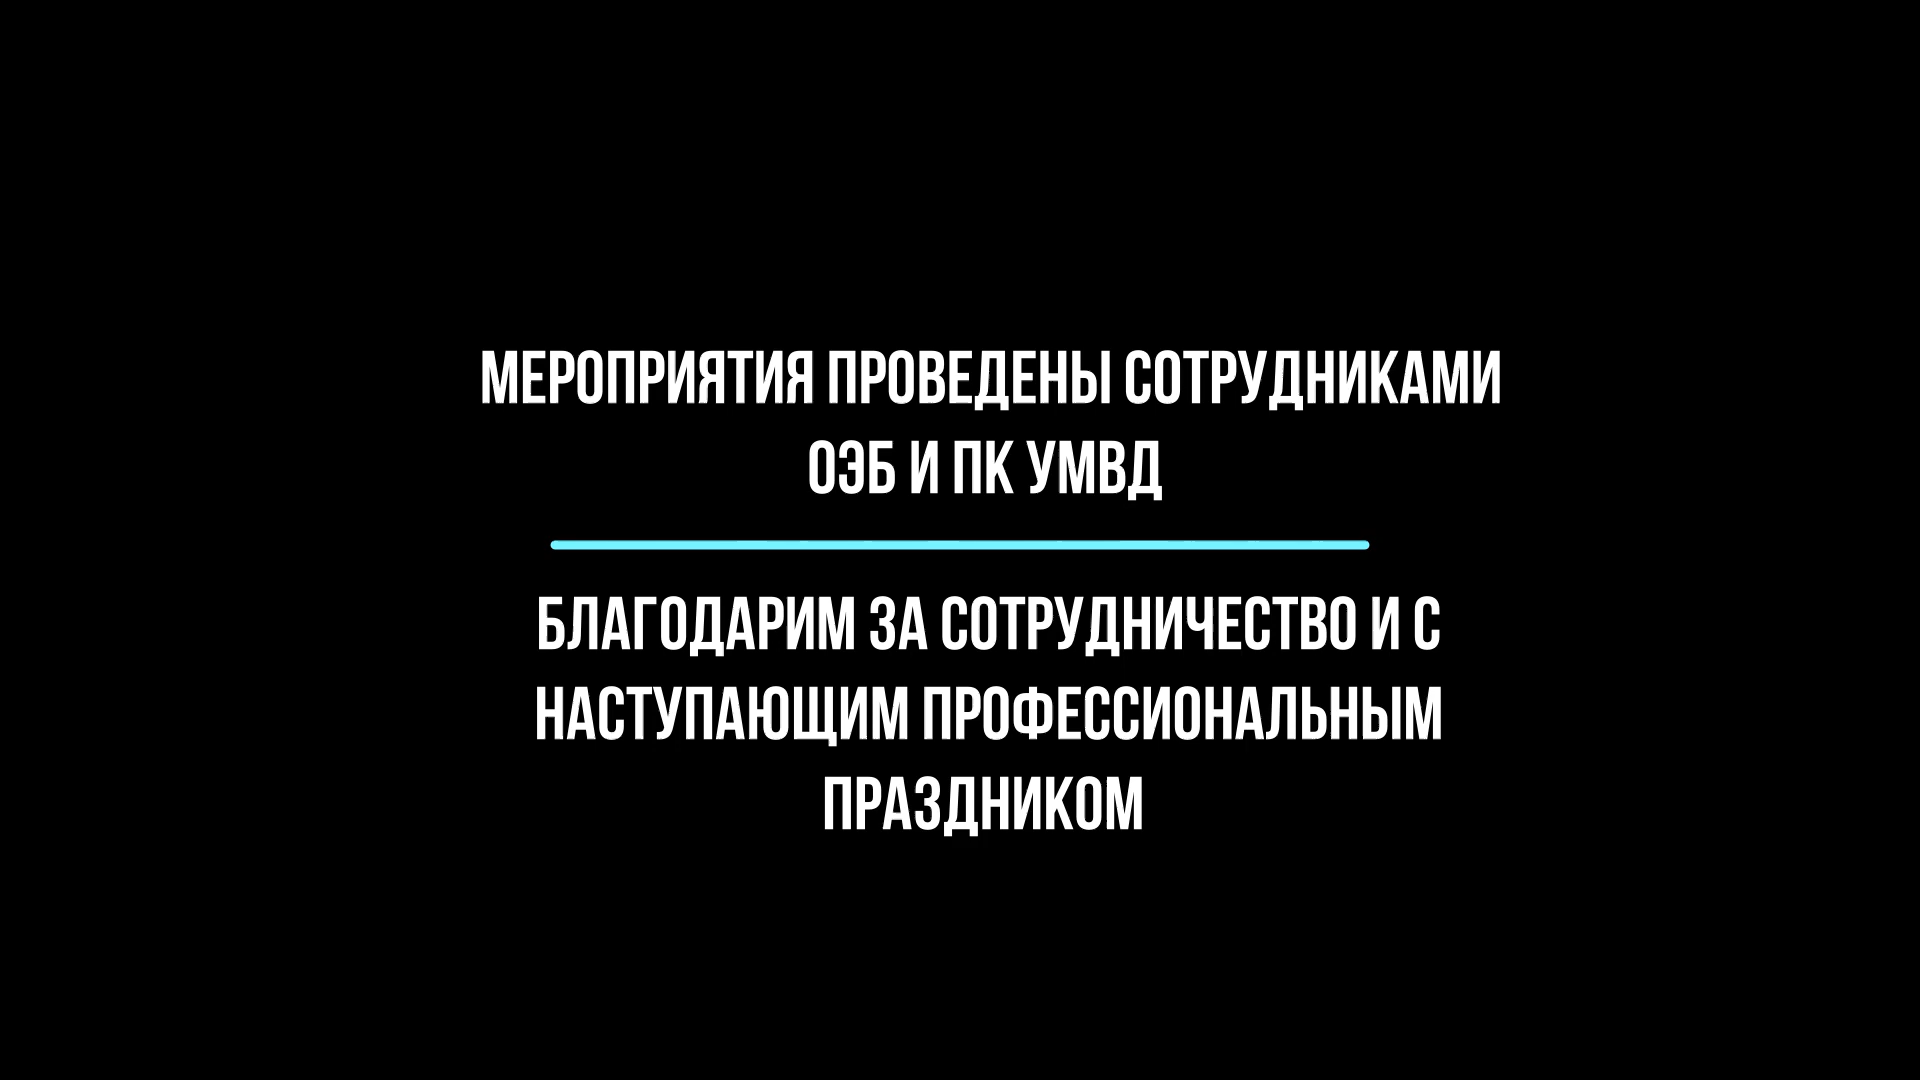 МЕРОПРИЯТИЯ ПРОВЕДЕНЫ СОТРУДНИКАМИ
ОЭБ И ПК УМВД
БЛАГОДАРИМ ЗА СОТРУДНИЧЕСТВО И С
НАСТУПАЮЩИМ ПРОФЕССИОНАЛЬНЫМ
ПРАЗДНИКОМ